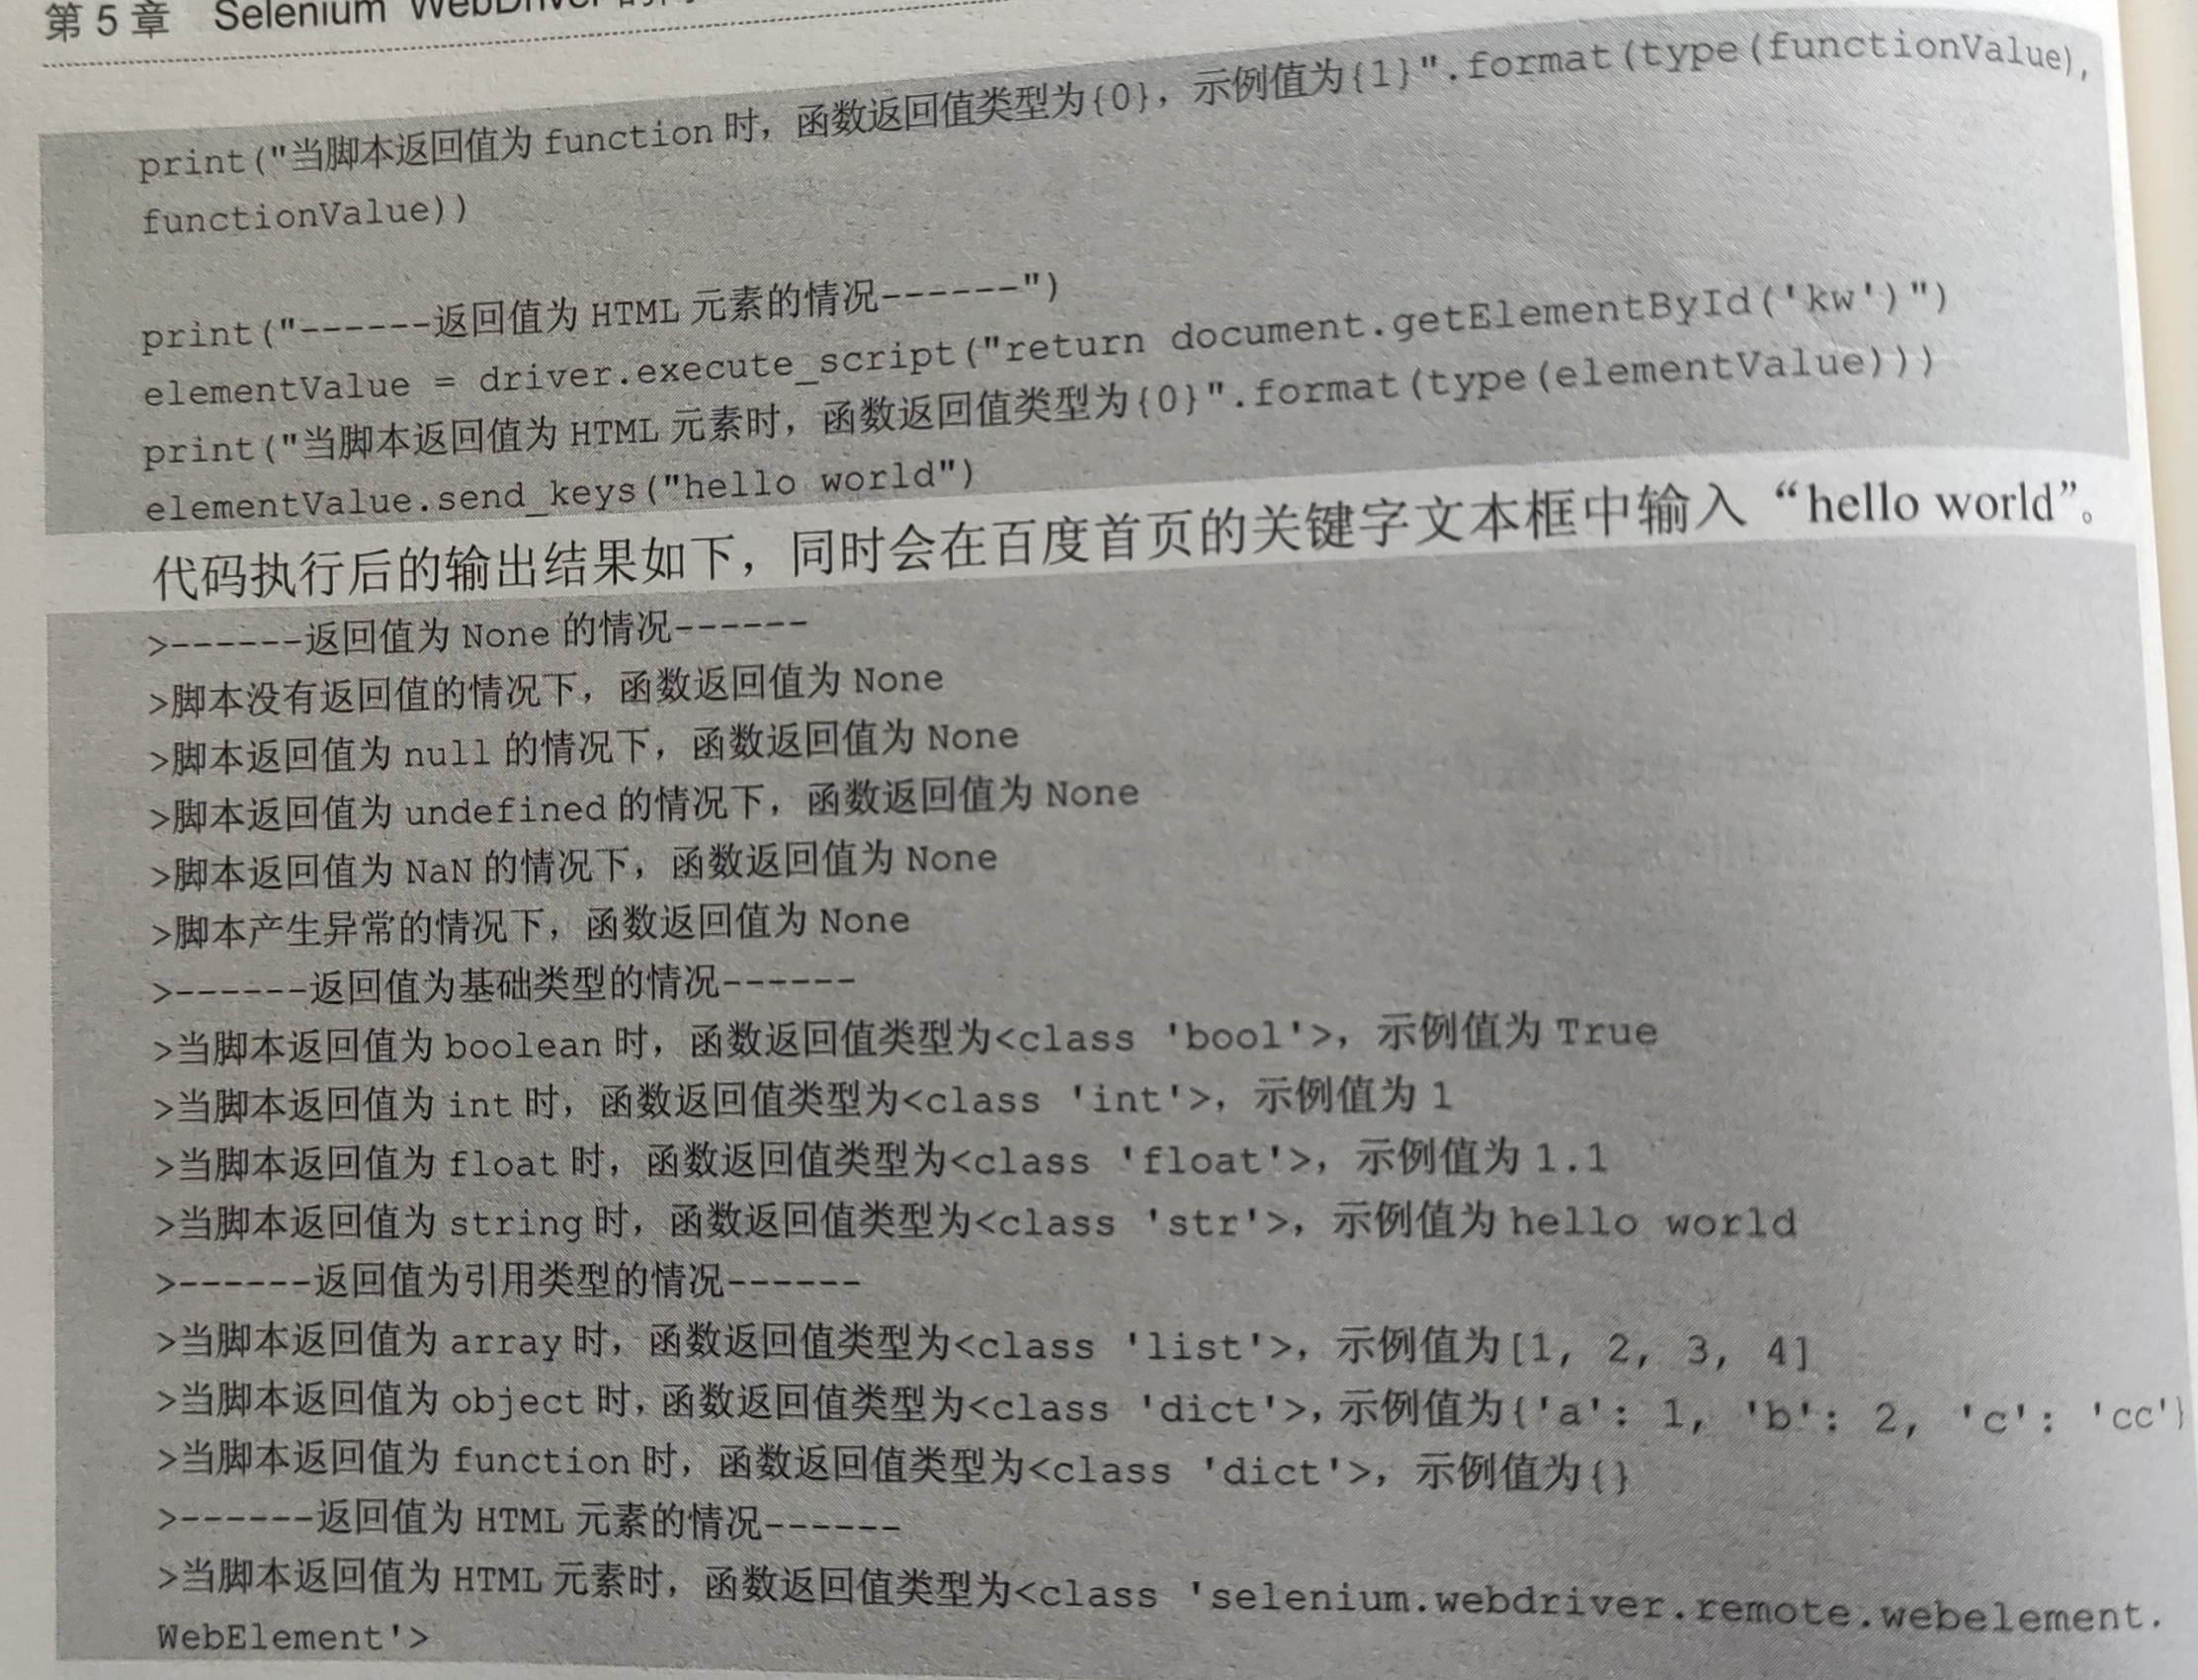 第 5 章 Selenium WebDriver
print("当脚本返回值为 function 时，函数返回值类型为{0}，示例值为{1}".format(type(functionValue),
functionValue))
print("------返回值为 HTML 元素的情况------")
elementValue = driver.execute_script("return document.getElementById('kw')")
print("当脚本返回值为 HTML 元素时，函数返回值类型为{0}".format(type(elementValue)))
elementValue.send_keys("hello world")
代码执行后的输出结果如下，同时会在百度首页的关键字文本框中输入“hello world”。
>------返回值为 None 的情况------
>脚本没有返回值的情况下，函数返回值为 None
>脚本返回值为 null 的情况下，函数返回值为 None
>脚本返回值为 undefined 的情况下，函数返回值为 None
>脚本返回值为 NaN 的情况下，函数返回值为 None
>脚本产生异常的情况下，函数返回值为 None
>------返回值为基础类型的情况------
>当脚本返回值为 boolean 时，函数返回值类型为<class 'bool'>，示例值为 True
>当脚本返回值为 int 时，函数返回值类型为<class 'int'>，示例值为 1
>当脚本返回值为 float 时，函数返回值类型为<class 'float'>，示例值为 1.1
>当脚本返回值为 string 时，函数返回值类型为<class 'str'>，示例值为 hello world
>------返回值为引用类型的情况------
>当脚本返回值为 array 时，函数返回值类型为<class 'list'>，示例值为[1, 2, 3, 4]
>当脚本返回值为 object 时，函数返回值类型为<class 'dict'>，示例值为{'a': 1, 'b': 2, 'c': 'cc'}
>当脚本返回值为 function 时，函数返回值类型为<class 'dict'>，示例值为{}
>------返回值为 HTML 元素的情况------
>当脚本返回值为 HTML 元素时，函数返回值类型为<class 'selenium.webdriver.remote.webelement.
WebElement'>